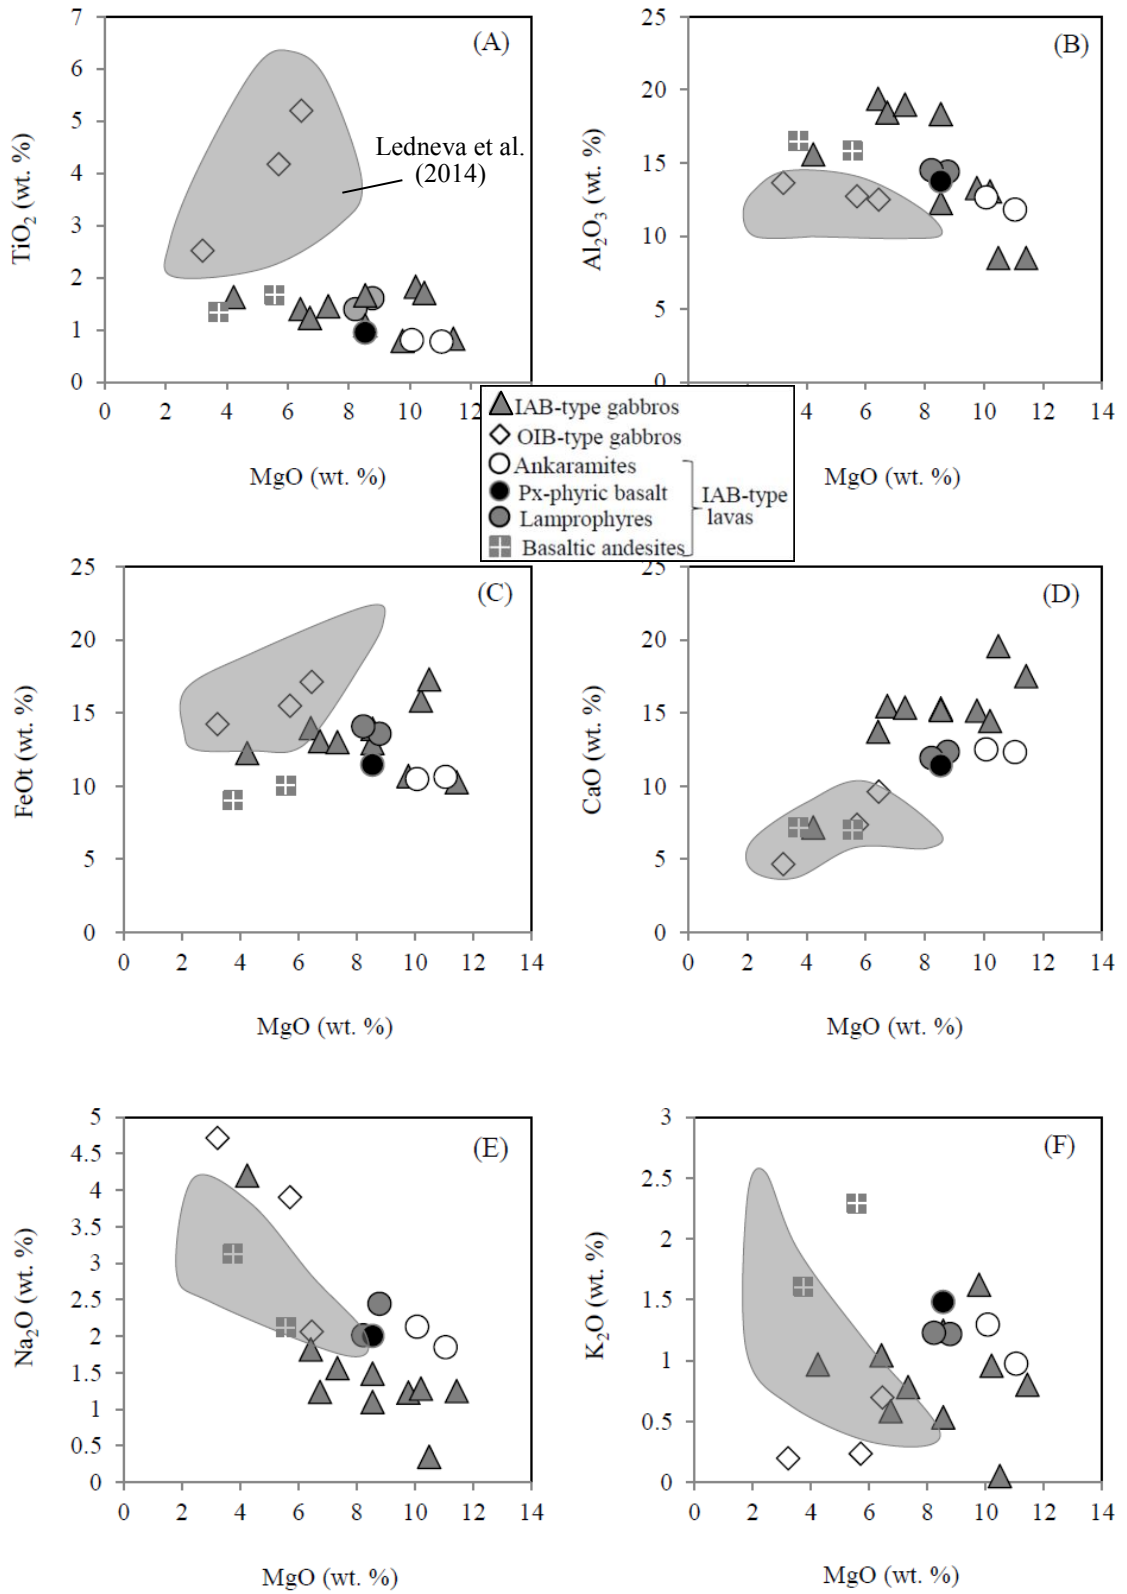 7
6
5
4
3
2
1
0
TiO2 (wt. %)
(A)
Ledneva et al.
(2014)
0 2 4 6 8 10 12
MgO (wt. %)
25
20
15
10
5
0
Al2O3 (wt. %)
(B)
4 6 8 10 12 14
MgO (wt. %)
IAB-type gabbros
OIB-type gabbros
Ankaramites
Px-phyric basalt
Lamprophyres
Basaltic andesites
IAB-type
lavas
25
20
15
10
5
0
FeOt (wt. %)
(C)
0 2 4 6 8 10 12 14
MgO (wt. %)
25
20
15
10
5
0
CaO (wt. %)
(D)
0 2 4 6 8 10 12 14
MgO (wt. %)
5
4.5
4
3.5
3
2.5
2
1.5
1
0.5
0
Na2O (wt. %)
(E)
0 2 4 6 8 10 12 14
MgO (wt. %)
3
2.5
2
1.5
1
0.5
0
K2O (wt. %)
(F)
0 2 4 6 8 10 12 14
MgO (wt. %)